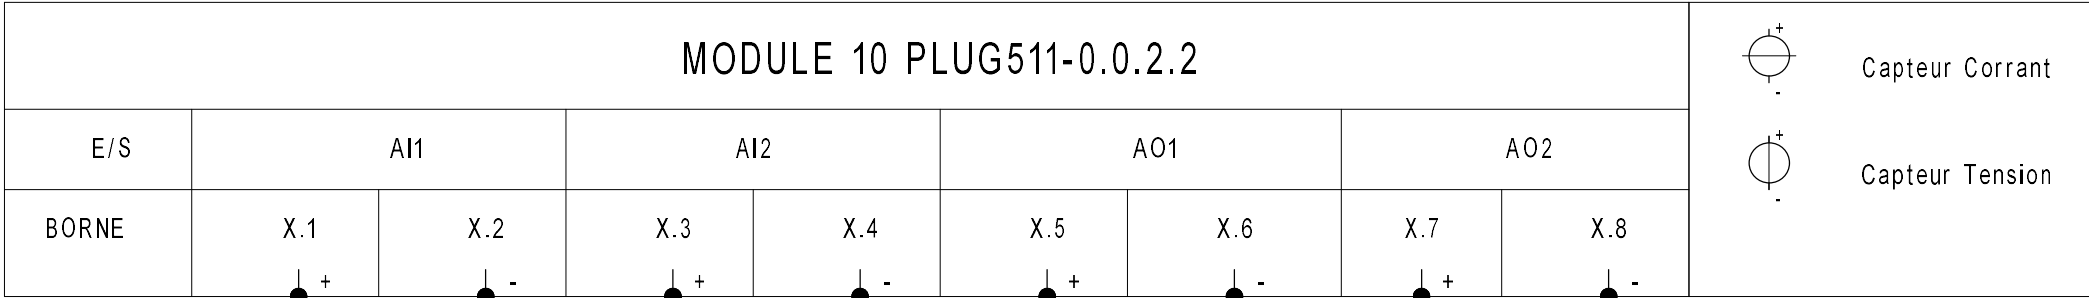 MODULE 10 PLUG511-0.0.2.2
E/S AI1 AI2 AO1 AO2
BORNE X.1 X.2 X.3 X.4 X.5 X.6 X.7 X.8
+ - + - + - + -
+
Capteur Corrant
-
+
Capteur Tension
-